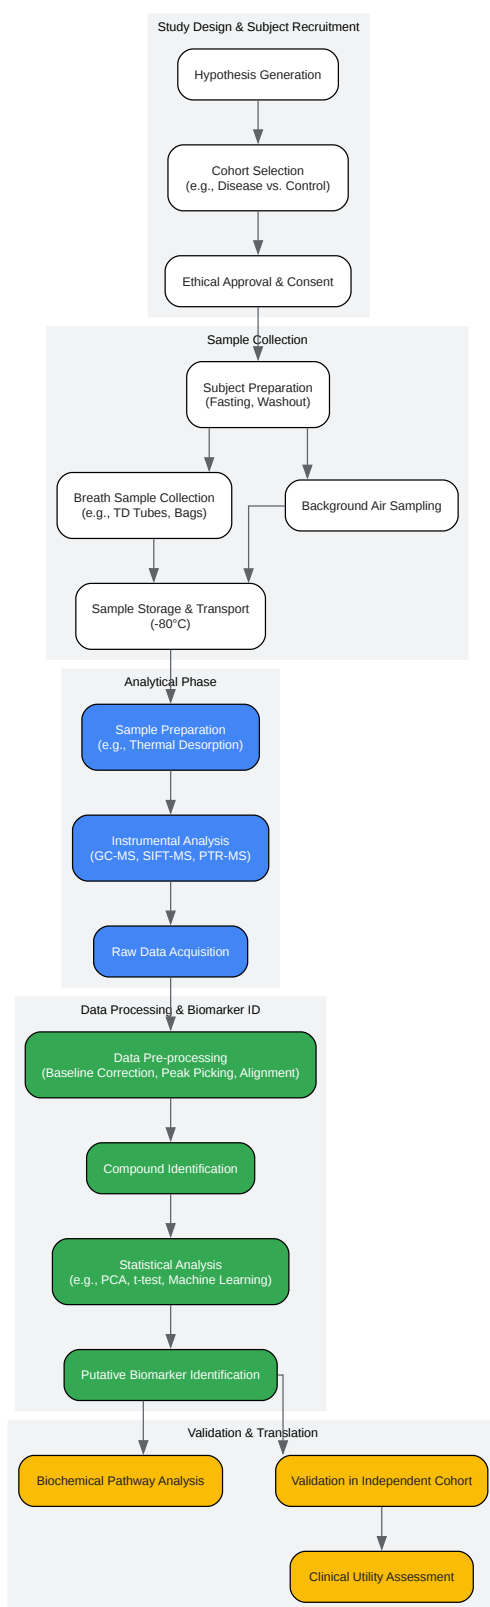 Study Design & Subject Recruitment
Hypothesis Generation
Cohort Selection
(e.g., Disease vs. Control)
Ethical Approval & Consent
Sample Collection
Subject Preparation
(Fasting, Washout)
Breath Sample Collection
(e.g., TD Tubes, Bags)
Background Air Sampling
Sample Storage & Transport
(-80°C)
Analytical Phase
Sample Preparation
(e.g., Thermal Desorption)
Instrumental Analysis
(GC-MS, SIFT-MS, PTR-MS)
Raw Data Acquisition
Data Processing & Biomarker ID
Data Pre-processing
(Baseline Correction, Peak Picking, Alignment)
Compound Identification
Statistical Analysis
(e.g., PCA, t-test, Machine Learning)
Putative Biomarker Identification
Validation & Translation
Biochemical Pathway Analysis
Validation in Independent Cohort
Clinical Utility Assessment